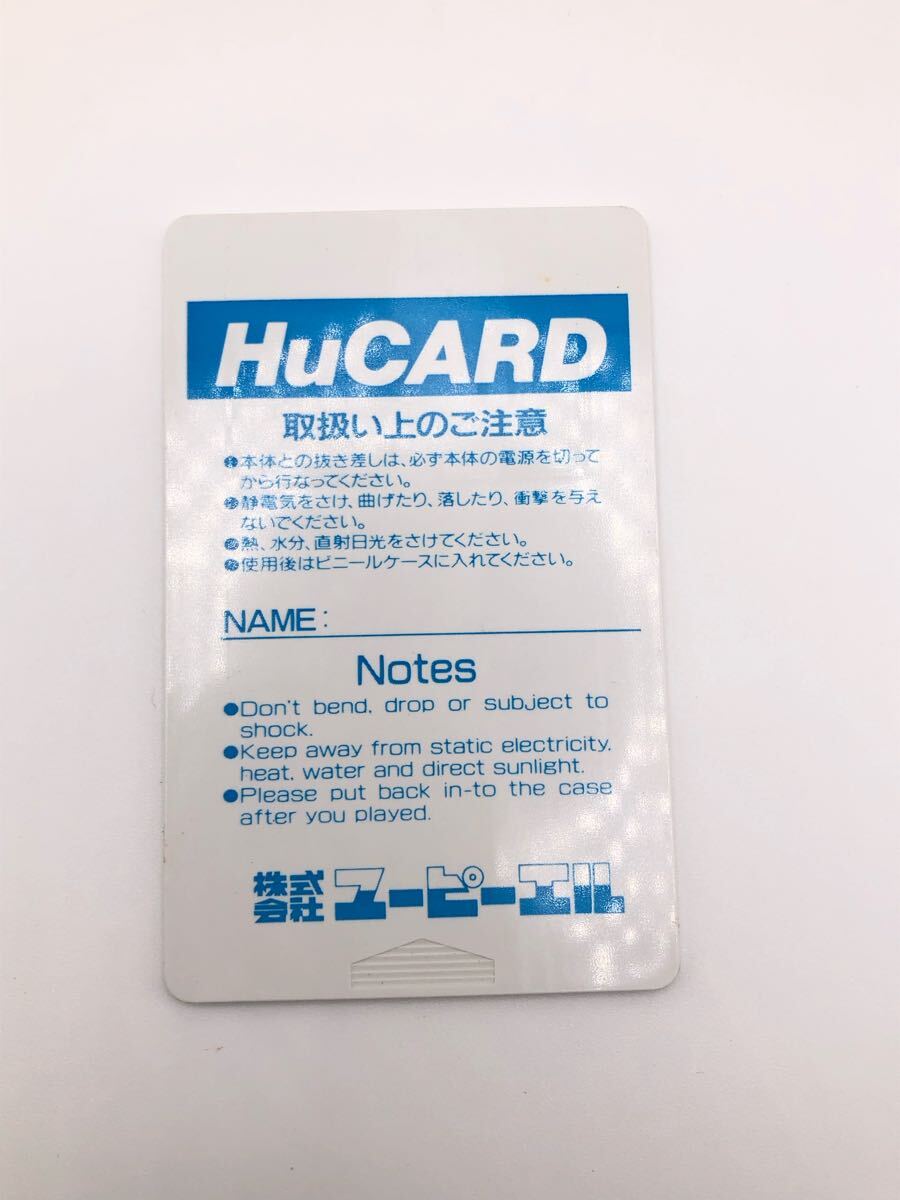 HuCARD
取扱い上のご注意
●本体との抜き差しは、必ず本体の電源を切って
から行なってください。
●静電気をさけ、曲げたり、落したり、衝撃を与え
ないでください。
●熱、水分、直射日光をさけてください。
●使用後はビニールケースに入れてください。
NAME:
Notes
●Don't bend, drop or subject to
shock.
●Keep away from static electricity,
heat, water and direct sunlight.
●Please put back in-to the case
after you played.
株式会社 ユーピーエル